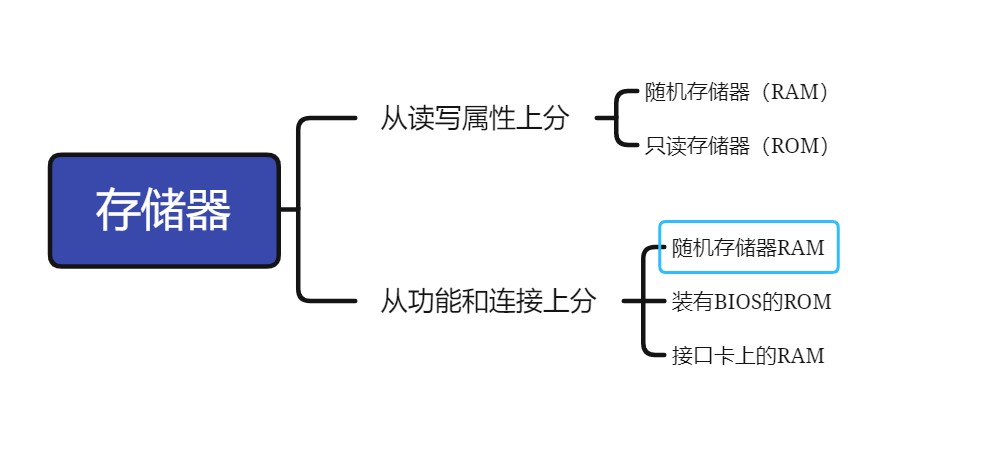 存储器
从读写属性上分
随机存储器（RAM）
只读存储器（ROM）
从功能和连接上分
随机存储器RAM
装有BIOS的ROM
接口卡上的RAM